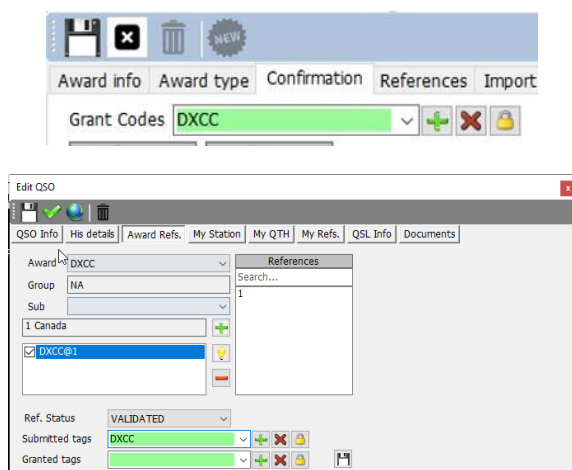 NEW
Award info Award type Confirmation References Import
Grant Codes DXCC
Edit QSO
x
QSO Info His details Award Refs. My Station My QTH My Refs. QSL Info Documents
Award DXCC References
Group NA Search...
Sub 1
1 Canada
DXCC@1
Ref. Status VALIDATED
Submitted tags DXCC
Granted tags